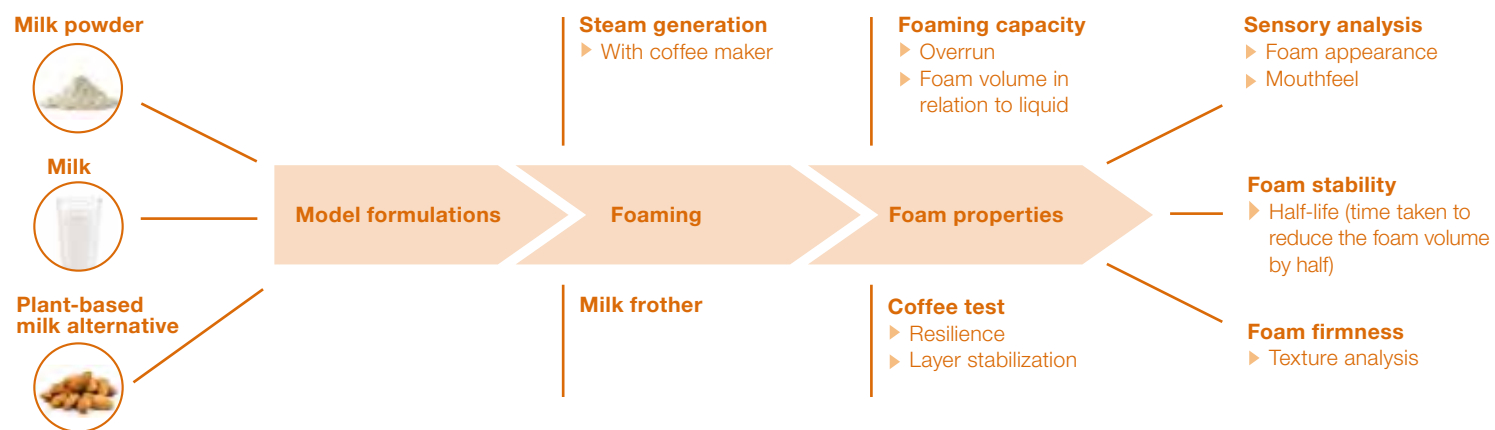 Milk powder
Milk
Plant-based
milk alternative
Model formulations
Steam generation
With coffee maker
Foaming
Milk frother
Foaming capacity
Overrun
Foam volume in
relation to liquid
Foam properties
Coffee test
Resilience
Layer stabilization
Sensory analysis
Foam appearance
Mouthfeel
Foam stability
Half-life (time taken to
reduce the foam volume
by half)
Foam firmness
Texture analysis